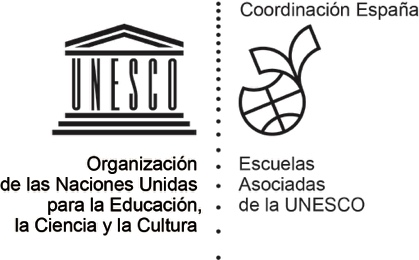 UNESCO
Organización
de las Naciones Unidas
para la Educación,
la Ciencia y la Cultura
Coordinación España
Escuelas
Asociadas
de la UNESCO